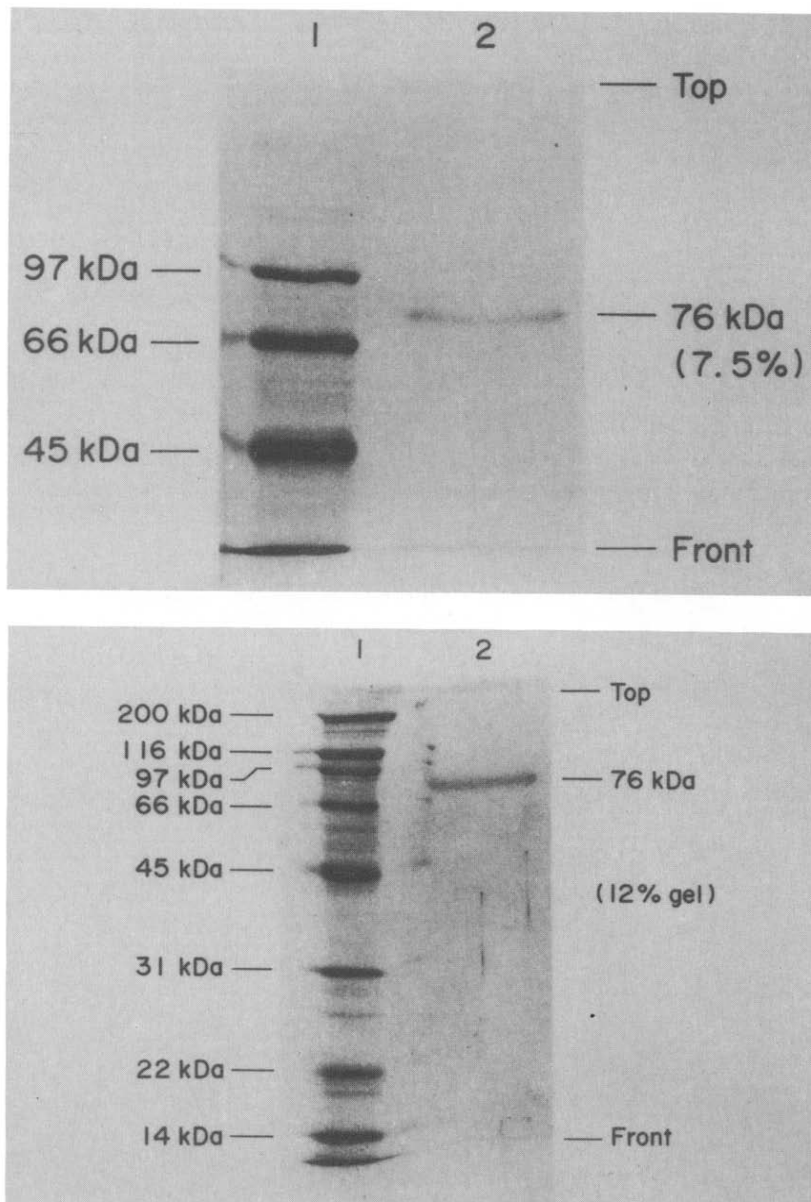 1 2
Top
97 kDa
76 kDa
66 kDa
(7.5%)
45 kDa
Front
1 2
Top
200 kDa
116 kDa
97 kDa
76 kDa
66 kDa
45 kDa
(12% gel)
31 kDa
22 kDa
14 kDa
Front